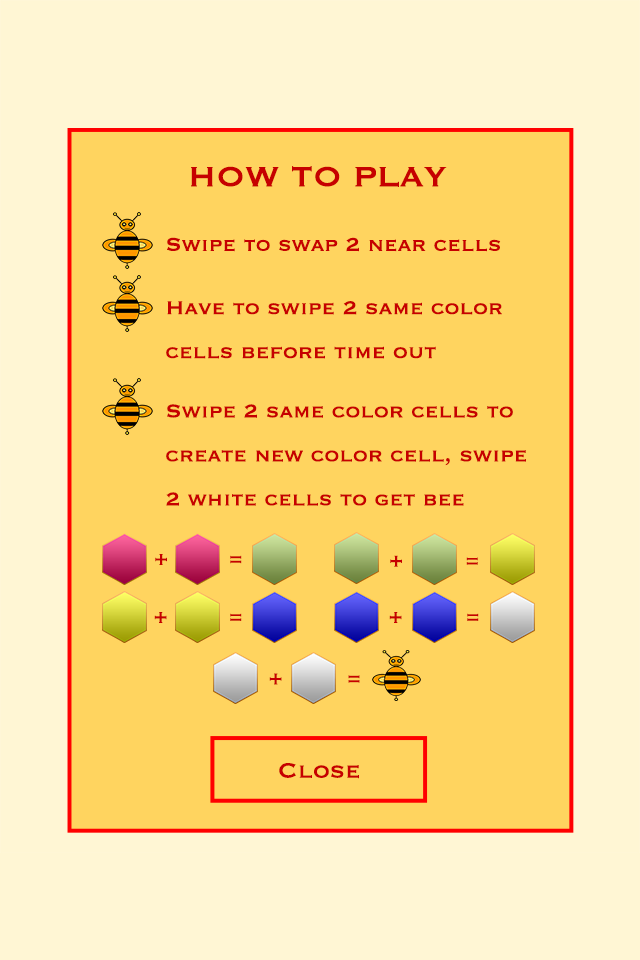 HOW TO PLAY
Swipe to swap 2 near cells
Have to swipe 2 same color
cells before time out
Swipe 2 same color cells to
create new color cell, swipe
2 white cells to get bee
+ = + =
+ = + =
+ =
Close